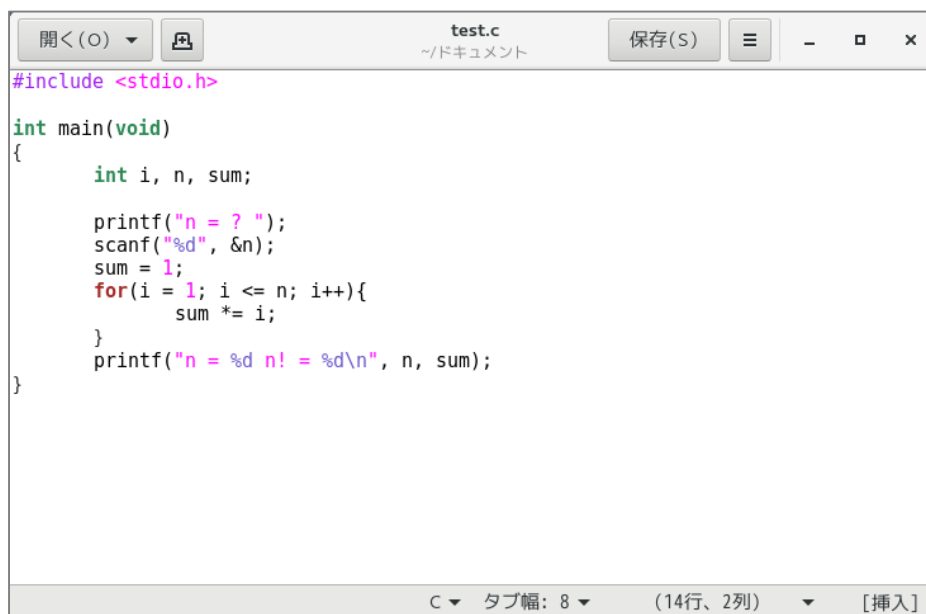 開く(O)
test.c
~/ドキュメント
保存(S)
#include <stdio.h>

int main(void)
{
        int i, n, sum;

        printf("n = ? ");
        scanf("%d", &n);
        sum = 1;
        for(i = 1; i <= n; i++){
                sum *= i;
        }
        printf("n = %d n! = %d\n", n, sum);
}
C タブ幅: 8 (14行、2列) [挿入]